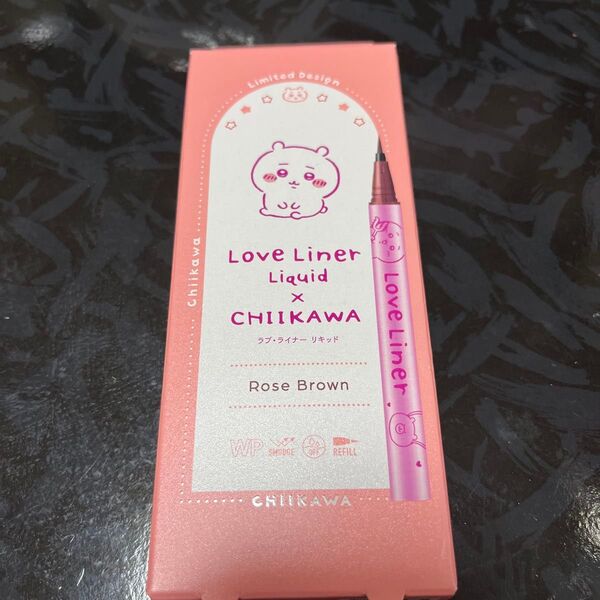 Limited Design
Chiikawa
Love Liner
Liquid
×
CHIIKAWA
ラブ・ライナー リキッド
Rose Brown
WP
SMUDGE
OFF
REFILL
CHIIKAWA
Love Liner